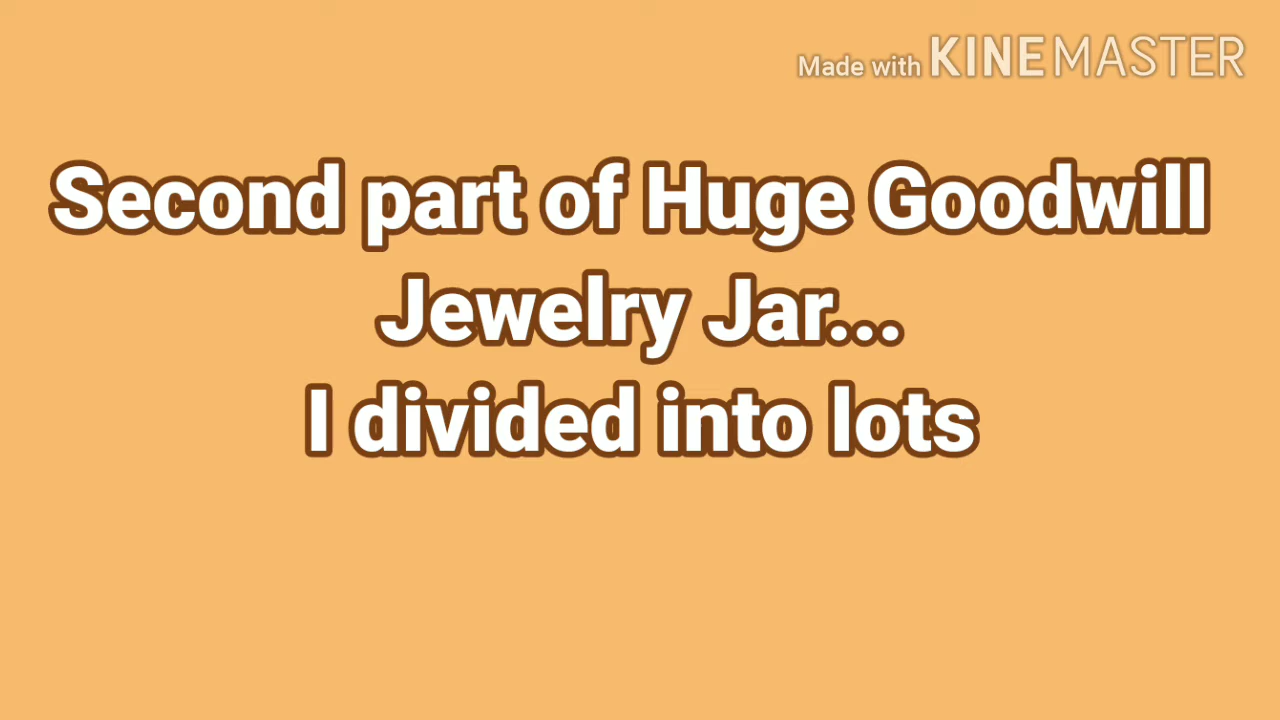 Made with KINEMASTER
Second part of Huge Goodwill
Jewelry Jar...
I divided into lots